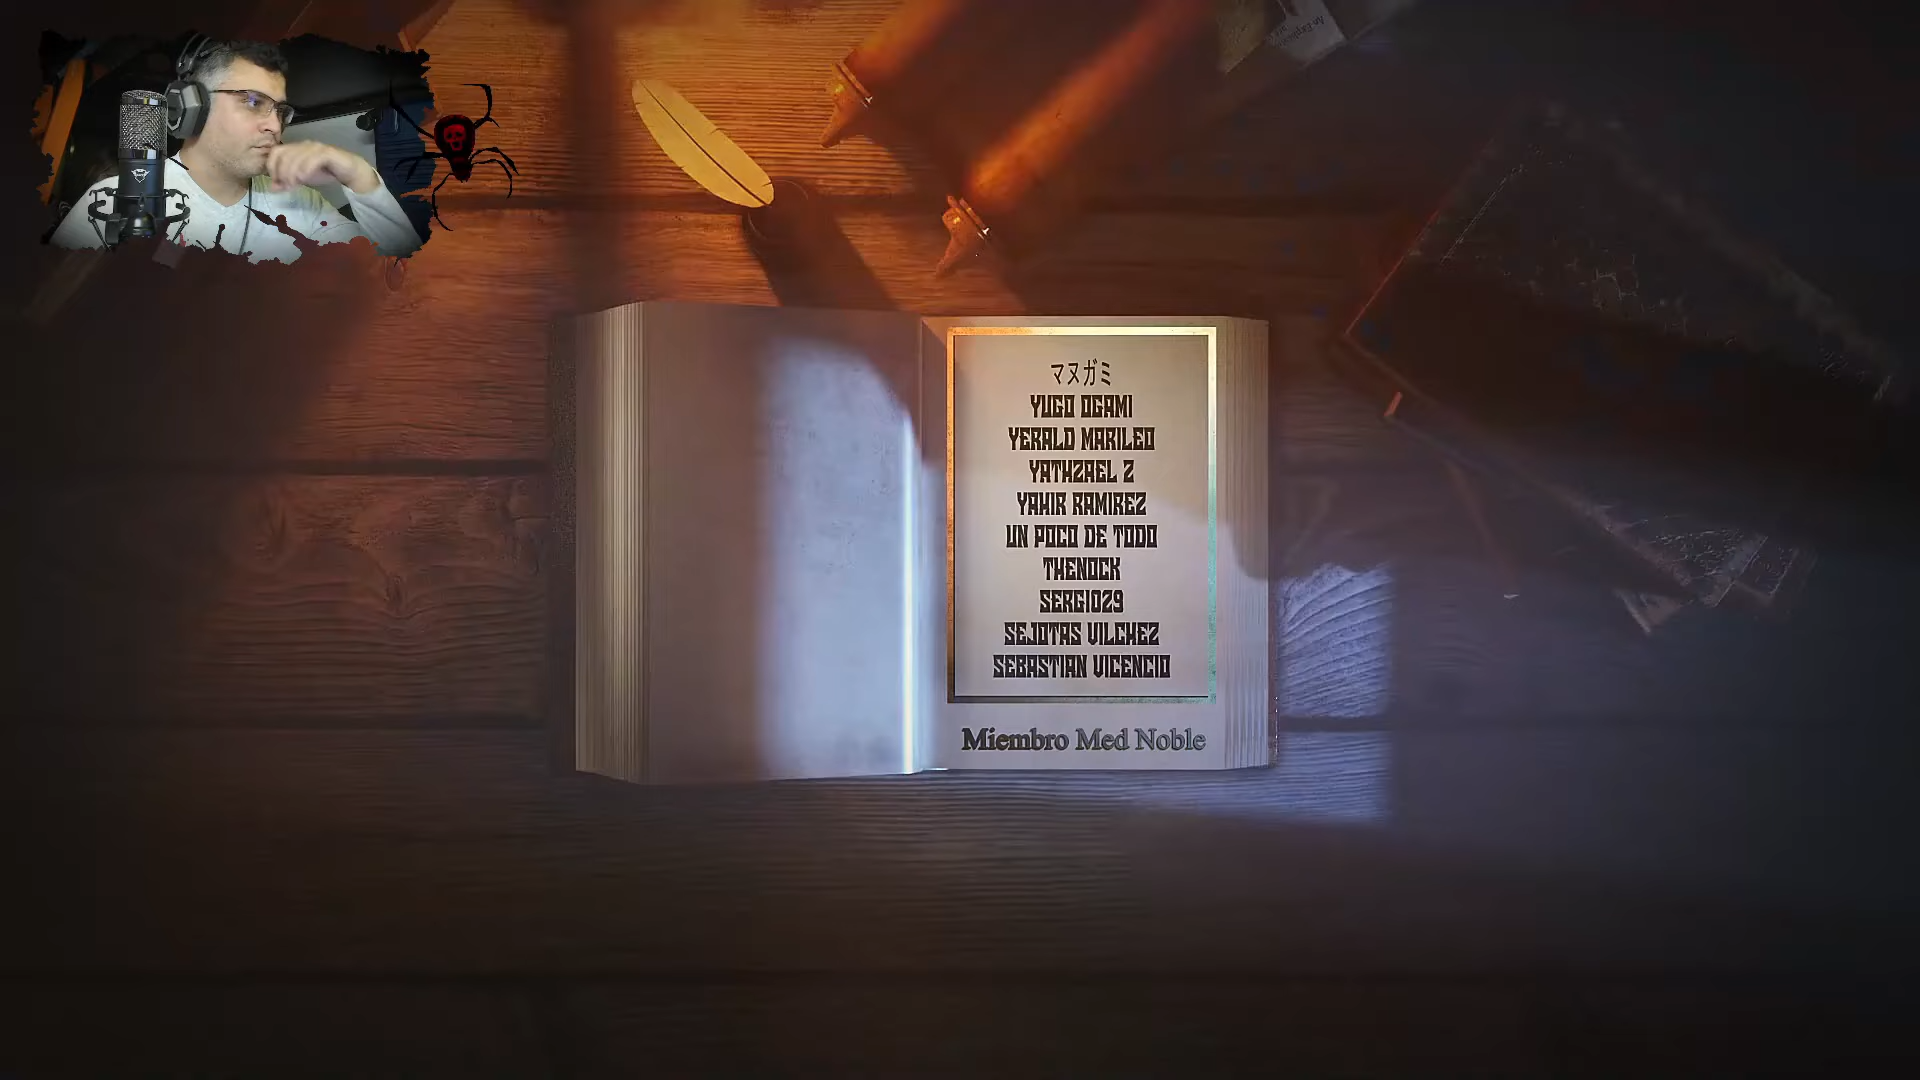 マヌガミ
YUGO OGAMI
YERALD MARILEO
YATHZAEL Z
YAHIR RAMIREZ
UN POCO DE TODO
THENOCK
SERGIO29
SEJOTAS VILCHEZ
SEBASTIAN VICENCIO
Miembro Med Noble